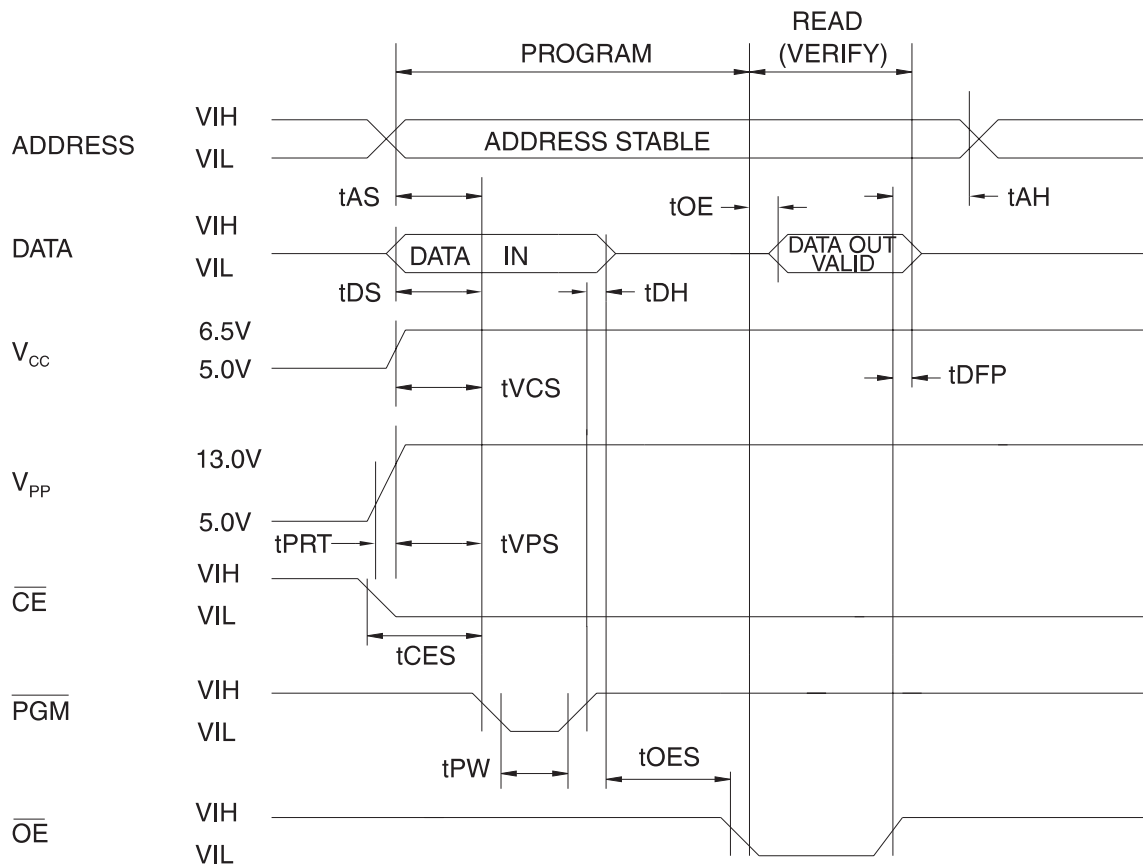 READ
PROGRAM (VERIFY)
VIH
ADDRESS ADDRESS STABLE
VIL
tAS tOE tAH
VIH
DATA DATA IN DATA OUT
VALID
VIL
tDS tDH
6.5V
VCC
5.0V
tVCS tDFP
13.0V
VPP
5.0V
tPRT tVPS
VIH
CE
VIL
tCES
VIH
PGM
VIL
tPW tOES
VIH
OE
VIL